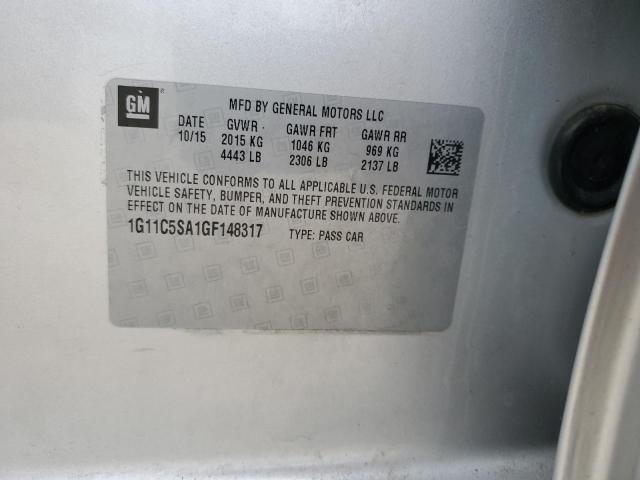 GM ®
MFD BY GENERAL MOTORS LLC
DATE GVWR GAWR FRT GAWR RR
10/15 2015 KG 1046 KG 969 KG
4443 LB 2306 LB 2137 LB
THIS VEHICLE CONFORMS TO ALL APPLICABLE U.S. FEDERAL MOTOR
VEHICLE SAFETY, BUMPER, AND THEFT PREVENTION STANDARDS IN
EFFECT ON THE DATE OF MANUFACTURE SHOWN ABOVE.
1G11C5SA1GF148317 TYPE: PASS CAR